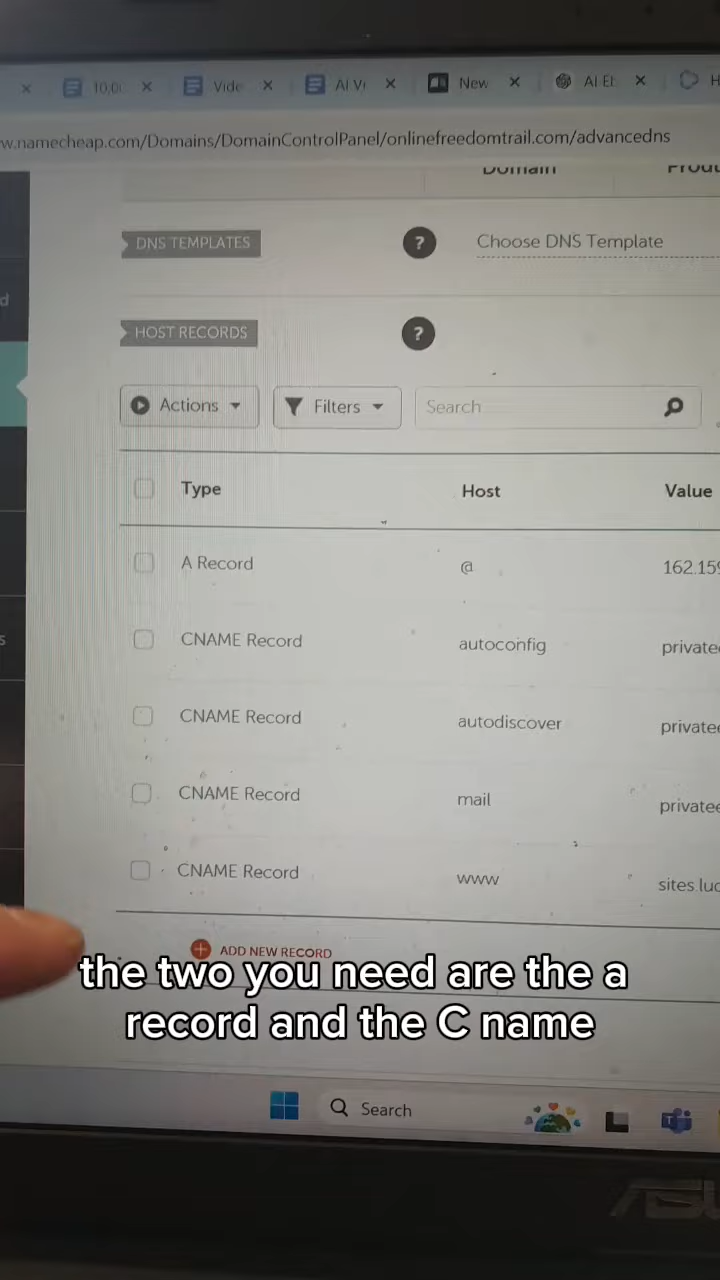 10,0 Vide AI Vi New AI El H
w.namecheap.com/Domains/DomainControlPanel/onlinefreedomtrail.com/advancedns
Domain Produ
DNS TEMPLATES ? Choose DNS Template
d
HOST RECORDS ?
Actions Filters Search
Type Host Value
A Record @ 162.159
CNAME Record autoconfig private
s
CNAME Record autodiscover private
CNAME Record mail private
CNAME Record www sites.luc
ADD NEW RECORD
the two you need are the a
record and the C name
Search